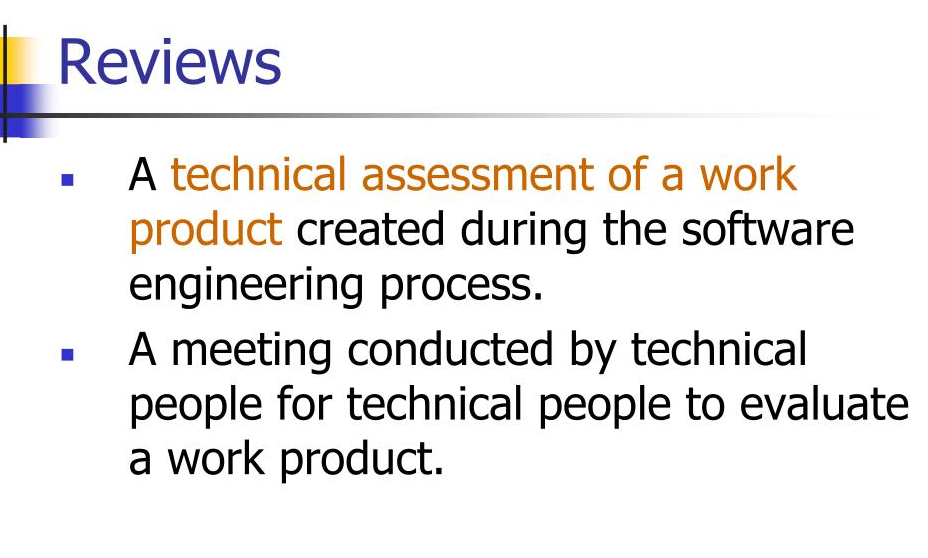 Reviews
▪ A technical assessment of a work
product created during the software
engineering process.
▪ A meeting conducted by technical
people for technical people to evaluate
a work product.